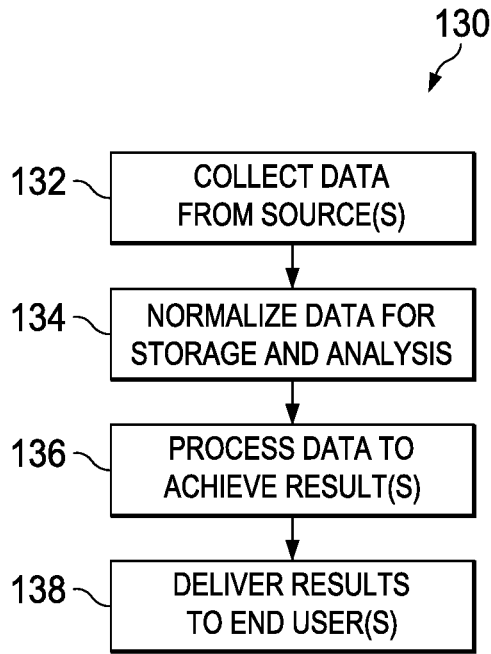 130
132
COLLECT DATA
FROM SOURCE(S)
134
NORMALIZE DATA FOR
STORAGE AND ANALYSIS
136
PROCESS DATA TO
ACHIEVE RESULT(S)
138
DELIVER RESULTS
TO END USER(S)